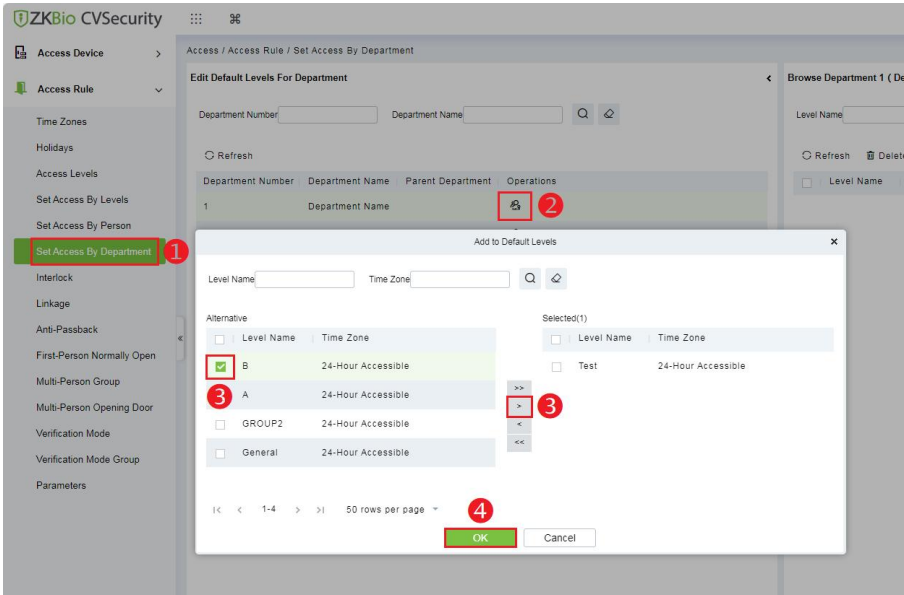 ZKBio CVSecurity
Access Device
Access Rule
Time Zones
Holidays
Access Levels
Set Access By Levels
Set Access By Person
Set Access By Department 1
Interlock
Linkage
Anti-Passback
First-Person Normally Open
Multi-Person Group
Multi-Person Opening Door
Verification Mode
Verification Mode Group
Parameters
Access / Access Rule / Set Access By Department
Edit Default Levels For Department
Department Number Department Name
Refresh
Department Number Department Name Parent Department Operations
1 Department Name 2
Browse Department 1 ( De
Level Name
Refresh Delete
Level Name
Add to Default Levels
Level Name Time Zone
Alternative
Level Name Time Zone
B 24-Hour Accessible
3 A 24-Hour Accessible
GROUP2 24-Hour Accessible
General 24-Hour Accessible
>>
> 3
<
<<
Selected(1)
Level Name Time Zone
Test 24-Hour Accessible
1-4 50 rows per page
4
OK Cancel